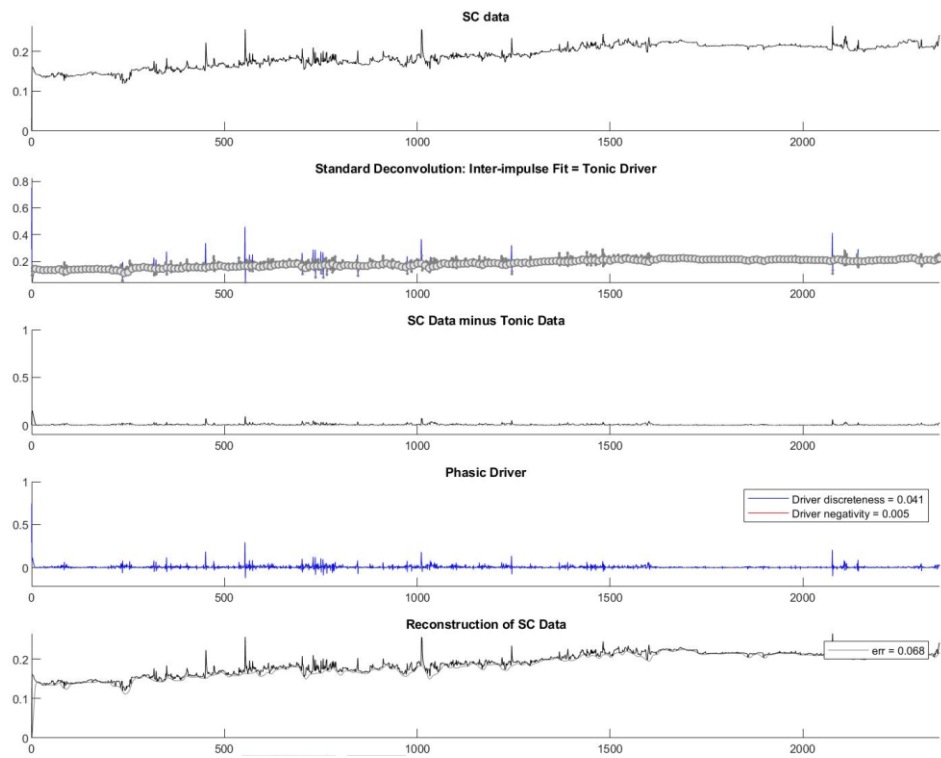 SC data
0.2
0.1
0
0 500 1000 1500 2000
Standard Deconvolution: Inter-impulse Fit = Tonic Driver
0.8
0.6
0.4
0.2
0 500 1000 1500 2000
SC Data minus Tonic Data
1
0.5
0
0 500 1000 1500 2000
Phasic Driver
1
Driver discreteness = 0.041
Driver negativity = 0.005
0.5
0
0 500 1000 1500 2000
Reconstruction of SC Data
err = 0.068
0.2
0.1
0
0 500 1000 1500 2000